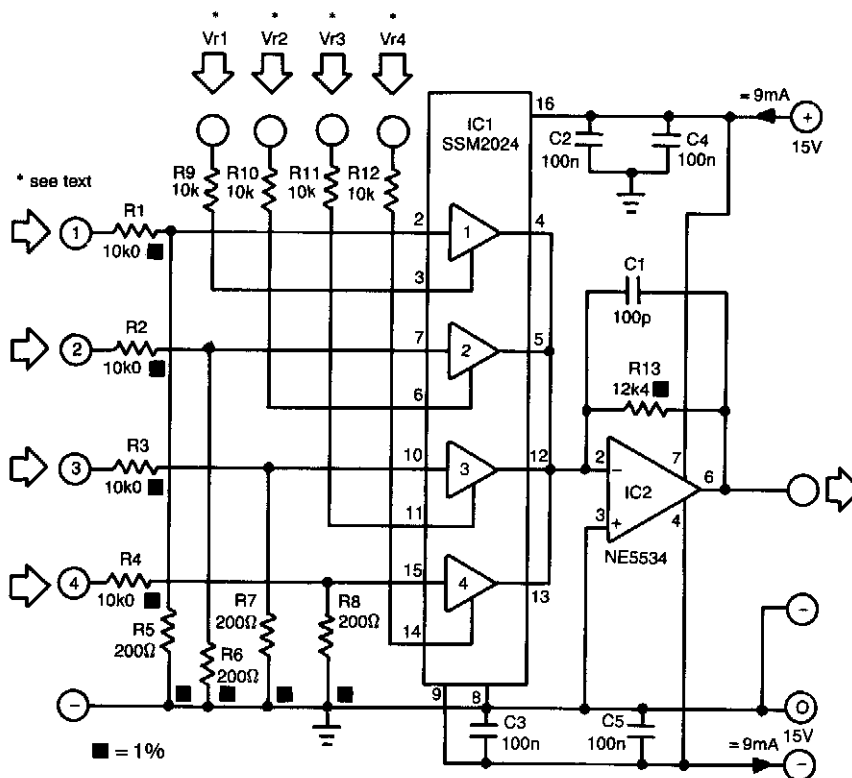 * * * *
Vr1 Vr2 Vr3 Vr4
IC1
SSM2024
16
= 9mA
+
15V
C2
100n
C4
100n
R9
10k
R10
10k
R11
10k
R12
10k
* see text
1
R1
10k0
2
1
4
3
C1
100p
2
R2
10k0
7
2
5
6
R13
12k4
3
R3
10k0
10
3
12
11
2
−
7
6
IC2
3
+
4
NE5534
4
R4
10k0
15
4
13
14
R5
200Ω
R6
200Ω
R7
200Ω
R8
200Ω
−
−
9
8
C3
100n
C5
100n
O
15V
= 9mA
−
■ = 1%